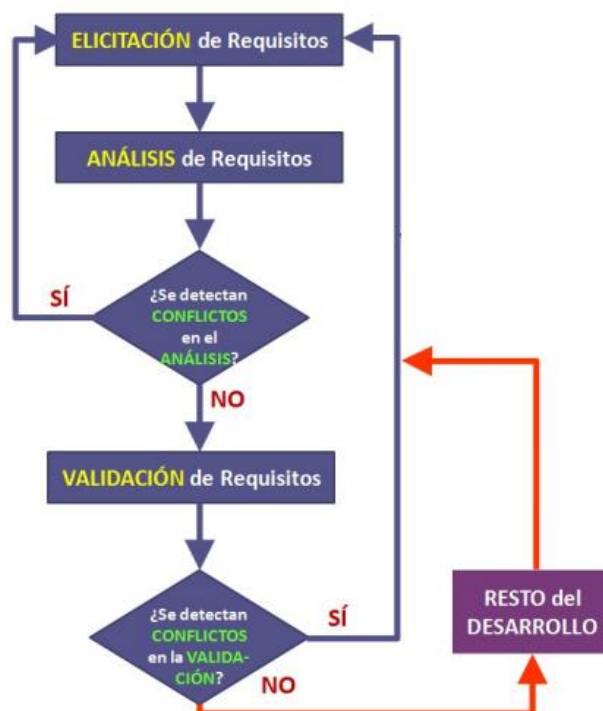 ELICITACIÓN de Requisitos
ANÁLISIS de Requisitos
¿Se detectan
CONFLICTOS
en el
ANÁLISIS?
SÍ
NO
VALIDACIÓN de Requisitos
¿Se detectan
CONFLICTOS
en la VALIDA-
CIÓN?
SÍ
NO
RESTO del
DESARROLLO